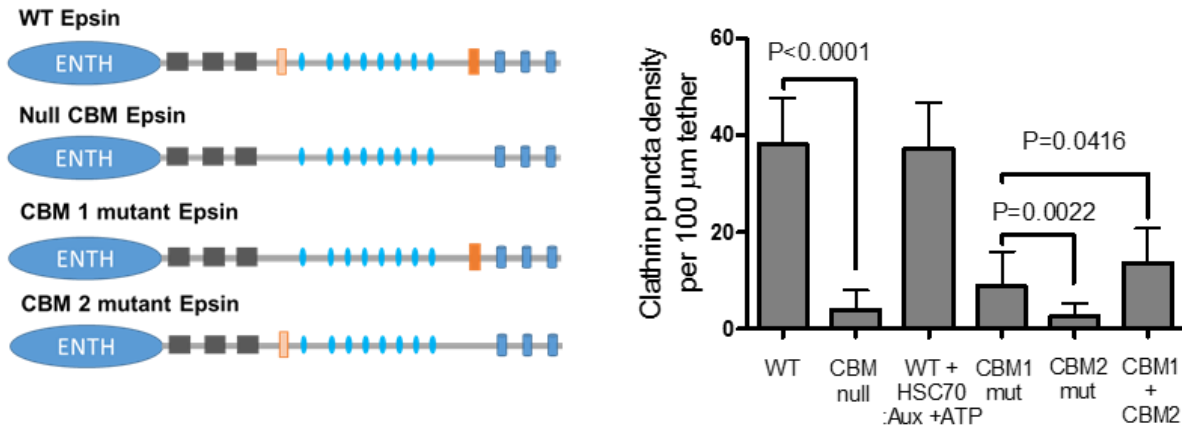 WT Epsin
ENTH
Null CBM Epsin
ENTH
CBM 1 mutant Epsin
ENTH
CBM 2 mutant Epsin
ENTH
Clathrin puncta density
per 100 μm tether
60
40
20
0
P<0.0001
P=0.0416
P=0.0022
WT
CBM
null
WT +
HSC70
:Aux +ATP
CBM1
mut
CBM2
mut
CBM1
+
CBM2